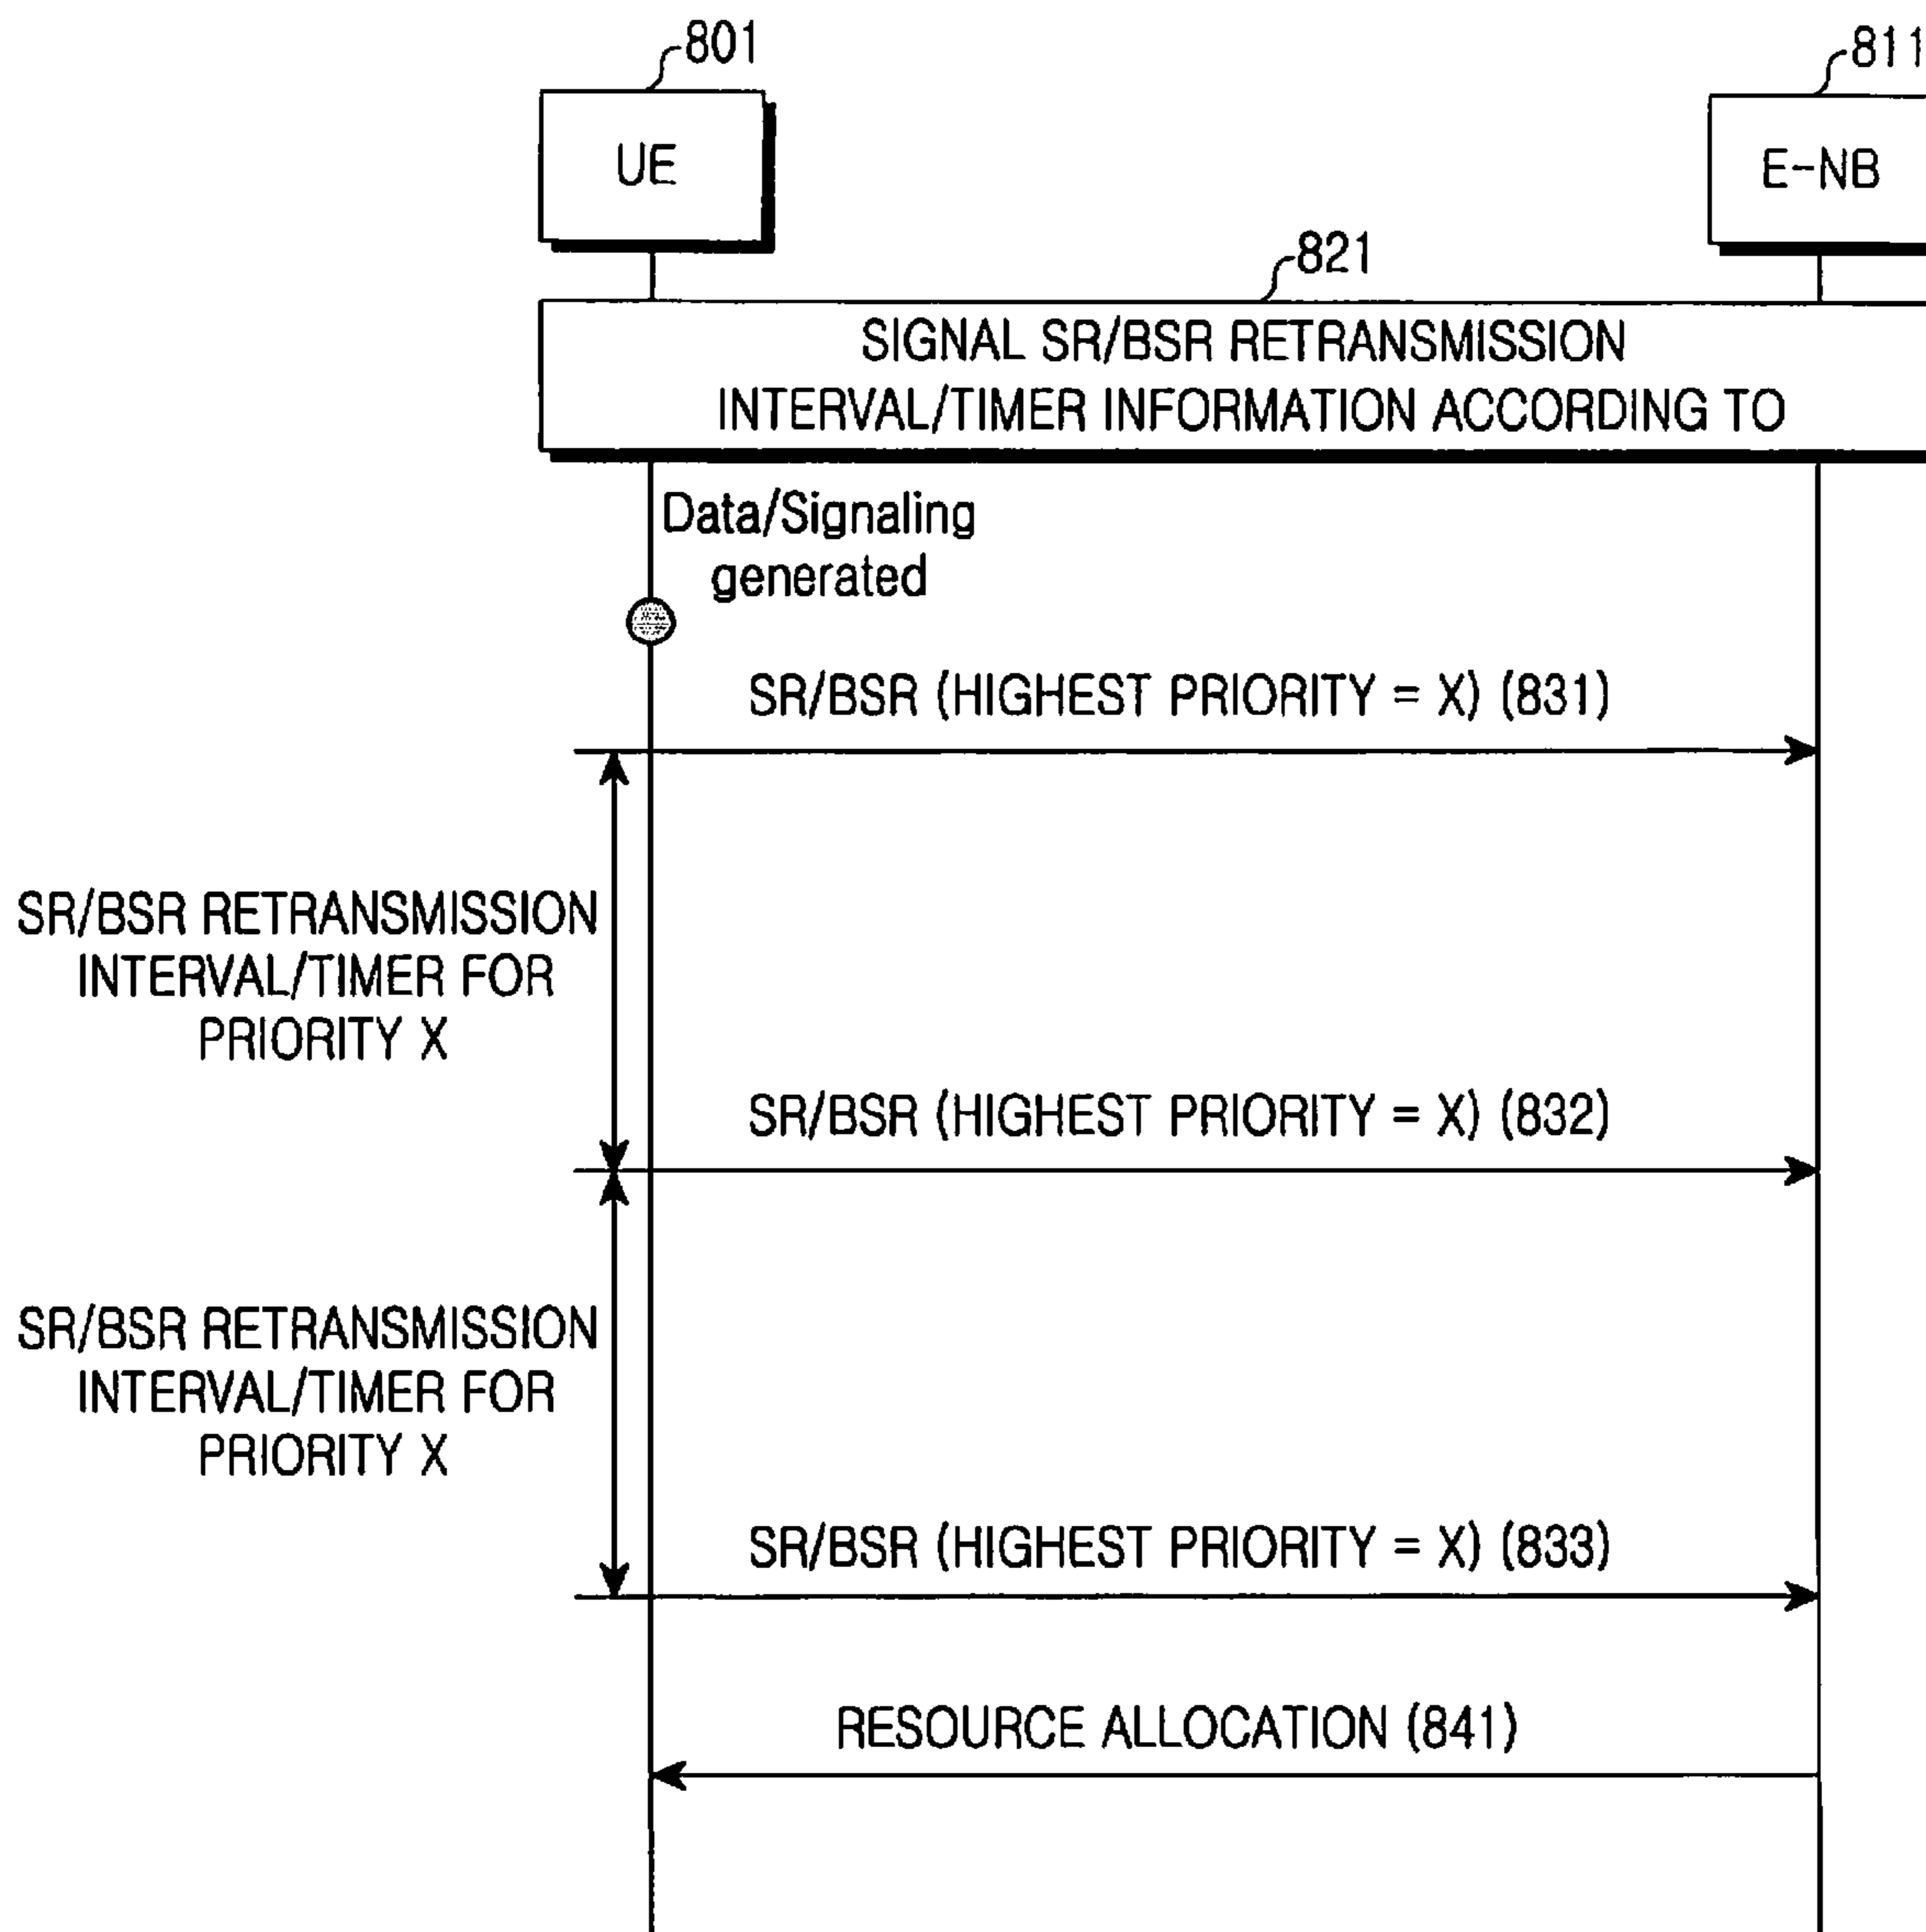 801
811
UE
E-NB
821
SIGNAL SR/BSR RETRANSMISSION
INTERVAL/TIMER INFORMATION ACCORDING TO
Data/Signaling
generated
SR/BSR (HIGHEST PRIORITY = X) (831)
SR/BSR RETRANSMISSION
INTERVAL/TIMER FOR
PRIORITY X
SR/BSR (HIGHEST PRIORITY = X) (832)
SR/BSR RETRANSMISSION
INTERVAL/TIMER FOR
PRIORITY X
SR/BSR (HIGHEST PRIORITY = X) (833)
RESOURCE ALLOCATION (841)